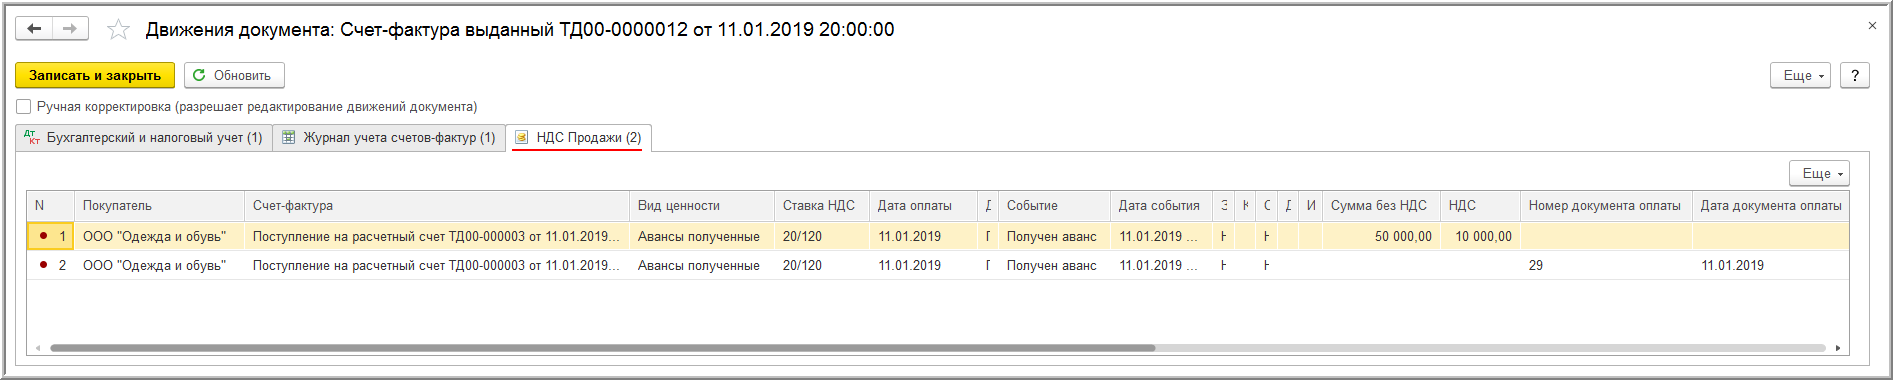 Движения документа: Счет-фактура выданный ТД00-0000012 от 11.01.2019 20:00:00
Записать и закрыть Обновить Еще ?
Ручная корректировка (разрешает редактирование движений документа)
Дт Кт Бухгалтерский и налоговый учет (1) Журнал учета счетов-фактур (1) НДС Продажи (2)
Еще
N Покупатель Счет-фактура Вид ценности Ставка НДС Дата оплаты Событие Дата события Сумма без НДС НДС Номер документа оплаты Дата документа оплаты
1 ООО "Одежда и обувь" Поступление на расчетный счет ТД00-000003 от 11.01.2019... Авансы полученные 20/120 11.01.2019 Получен аванс 11.01.2019 ... 50 000,00 10 000,00
2 ООО "Одежда и обувь" Поступление на расчетный счет ТД00-000003 от 11.01.2019... Авансы полученные 20/120 11.01.2019 Получен аванс 11.01.2019 ... 29 11.01.2019